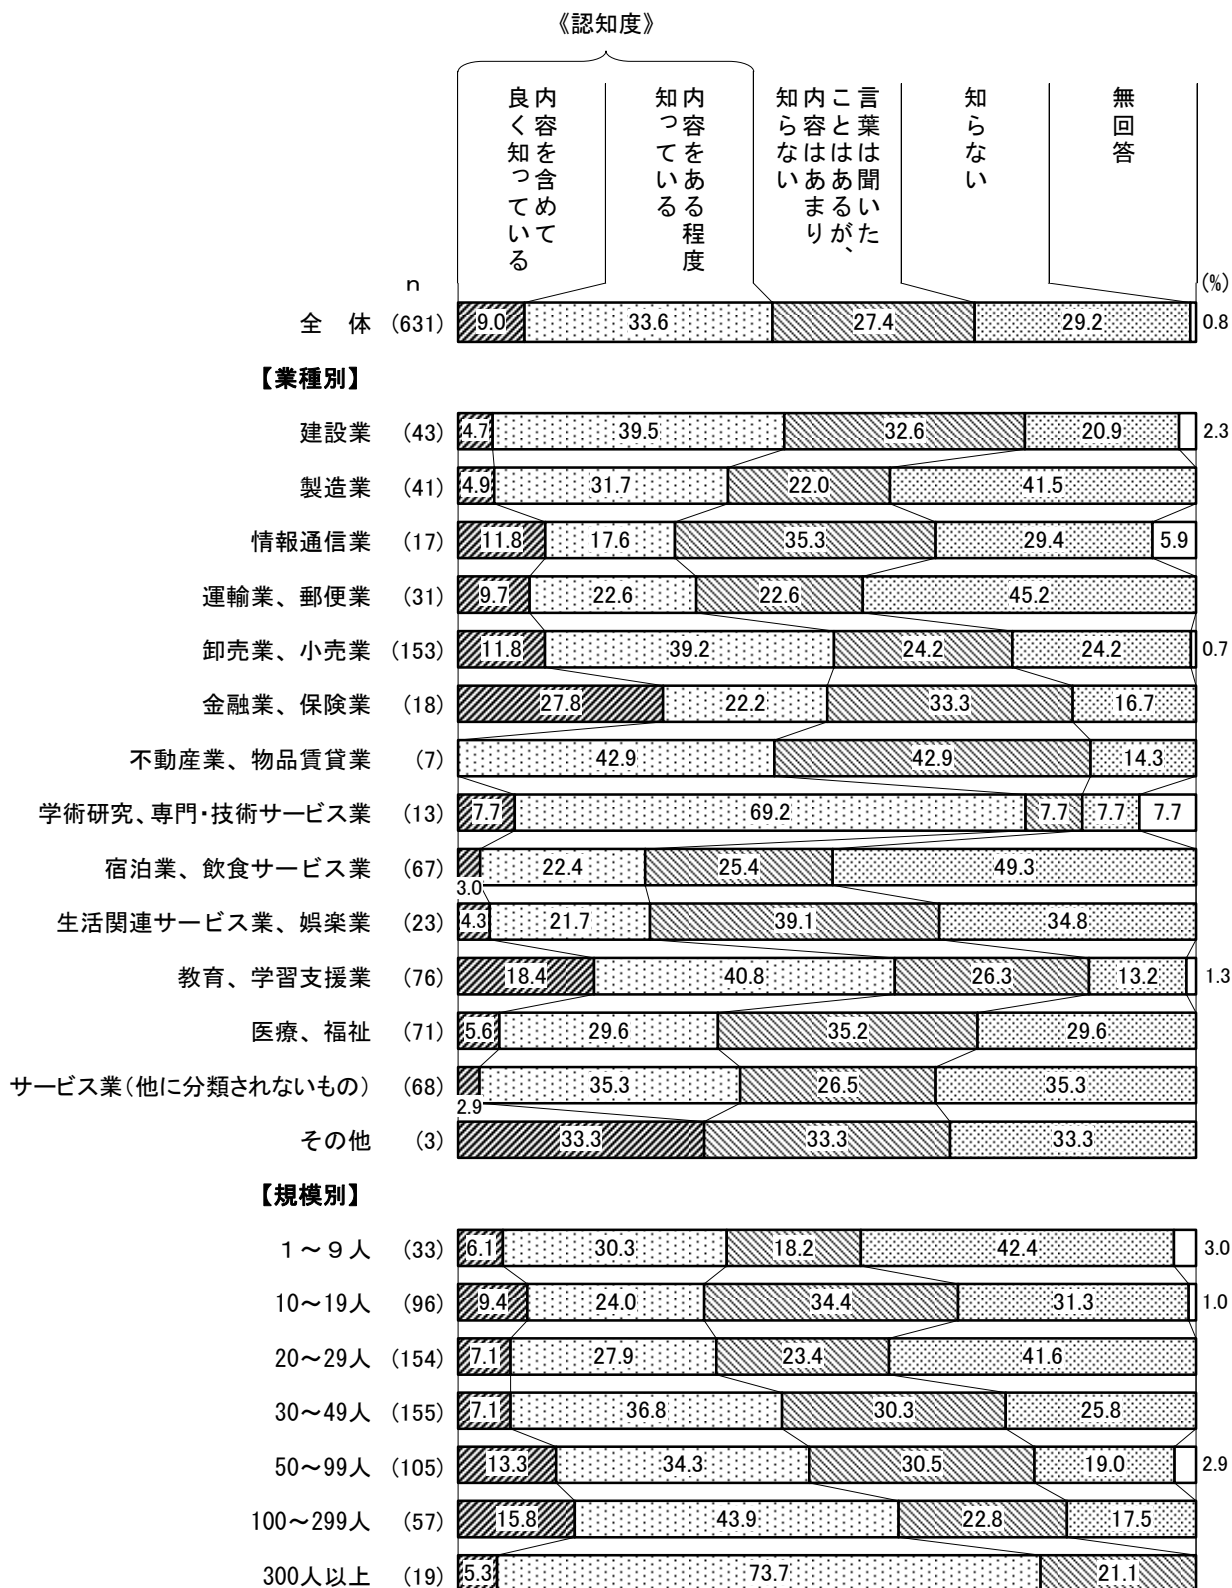 《認知度》
内容を含めて
良く知っている
内容をある程度
知っている
言葉は聞いた
ことはあるが、
内容はあまり
知らない
知らない
無回答
n
(%)
全　体 (631) 9.0 33.6 27.4 29.2 0.8
【業種別】
建設業 (43) 4.7 39.5 32.6 20.9 2.3
製造業 (41) 4.9 31.7 22.0 41.5
情報通信業 (17) 11.8 17.6 35.3 29.4 5.9
運輸業、郵便業 (31) 9.7 22.6 22.6 45.2
卸売業、小売業 (153) 11.8 39.2 24.2 24.2 0.7
金融業、保険業 (18) 27.8 22.2 33.3 16.7
不動産業、物品賃貸業 (7) 42.9 42.9 14.3
学術研究、専門・技術サービス業 (13) 7.7 69.2 7.7 7.7 7.7
宿泊業、飲食サービス業 (67) 3.0 22.4 25.4 49.3
生活関連サービス業、娯楽業 (23) 4.3 21.7 39.1 34.8
教育、学習支援業 (76) 18.4 40.8 26.3 13.2 1.3
医療、福祉 (71) 5.6 29.6 35.2 29.6
サービス業(他に分類されないもの) (68) 2.9 35.3 26.5 35.3
その他 (3) 33.3 33.3 33.3
【規模別】
１～９人 (33) 6.1 30.3 18.2 42.4 3.0
10～19人 (96) 9.4 24.0 34.4 31.3 1.0
20～29人 (154) 7.1 27.9 23.4 41.6
30～49人 (155) 7.1 36.8 30.3 25.8
50～99人 (105) 13.3 34.3 30.5 19.0 2.9
100～299人 (57) 15.8 43.9 22.8 17.5
300人以上 (19) 5.3 73.7 21.1